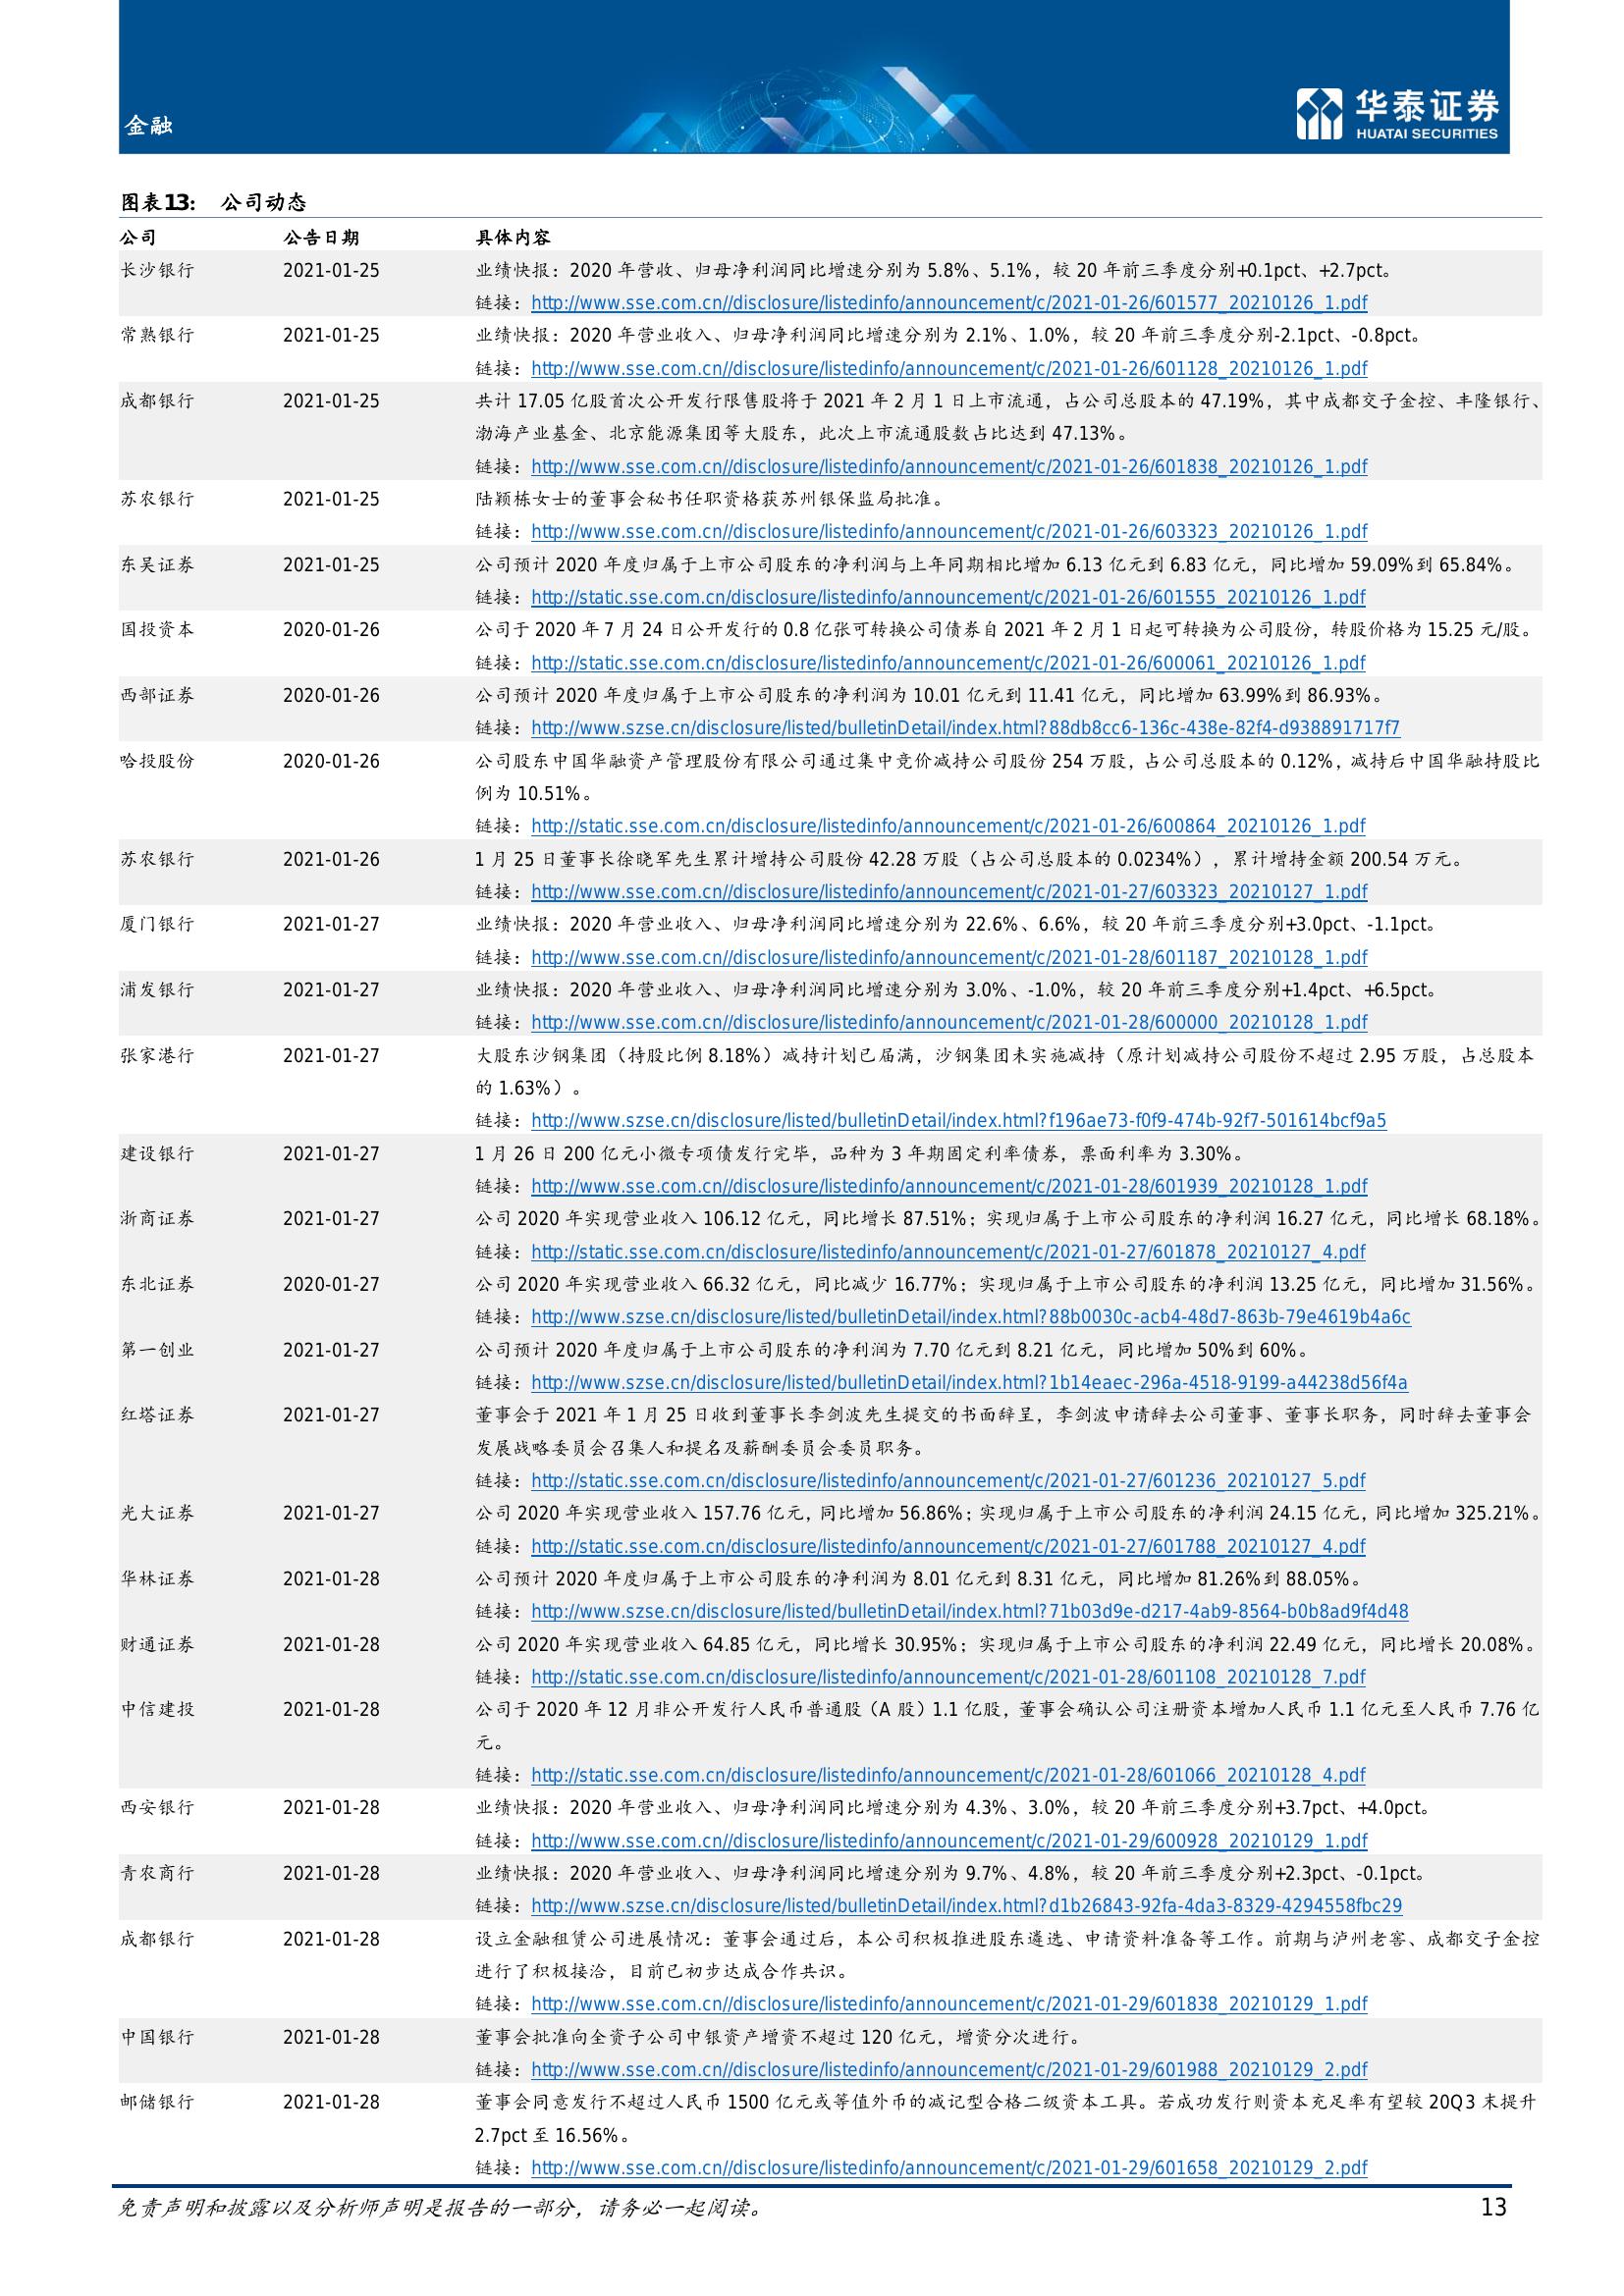 金融
华泰证券
HUATAI SECURITIES
图表13： 公司动态
公司 公告日期 具体内容
长沙银行 2021-01-25 业绩快报：2020 年营收、归母净利润同比增速分别为 5.8%、5.1%，较 20 年前三季度分别+0.1pct、+2.7pct。
链接：http://www.sse.com.cn//disclosure/listedinfo/announcement/c/2021-01-26/601577_20210126_1.pdf
常熟银行 2021-01-25 业绩快报：2020 年营业收入、归母净利润同比增速分别为 2.1%、1.0%，较 20 年前三季度分别-2.1pct、-0.8pct。
链接：http://www.sse.com.cn//disclosure/listedinfo/announcement/c/2021-01-26/601128_20210126_1.pdf
成都银行 2021-01-25 共计 17.05 亿股首次公开发行限售股将于 2021 年 2 月 1 日上市流通，占公司总股本的 47.19%，其中成都交子金控、丰隆银行、
渤海产业基金、北京能源集团等大股东，此次上市流通股数占比达到 47.13%。
链接：http://www.sse.com.cn//disclosure/listedinfo/announcement/c/2021-01-26/601838_20210126_1.pdf
苏农银行 2021-01-25 陆颖栋女士的董事会秘书任职资格获苏州银保监局批准。
链接：http://www.sse.com.cn//disclosure/listedinfo/announcement/c/2021-01-26/603323_20210126_1.pdf
东吴证券 2021-01-25 公司预计 2020 年度归属于上市公司股东的净利润与上年同期相比增加 6.13 亿元到 6.83 亿元，同比增加 59.09%到 65.84%。
链接：http://static.sse.com.cn/disclosure/listedinfo/announcement/c/2021-01-26/601555_20210126_1.pdf
国投资本 2020-01-26 公司于 2020 年 7 月 24 日公开发行的 0.8 亿张可转换公司债券自 2021 年 2 月 1 日起可转换为公司股份，转股价格为 15.25 元/股。
链接：http://static.sse.com.cn/disclosure/listedinfo/announcement/c/2021-01-26/600061_20210126_1.pdf
西部证券 2020-01-26 公司预计 2020 年度归属于上市公司股东的净利润为 10.01 亿元到 11.41 亿元，同比增加 63.99%到 86.93%。
链接：http://www.szse.cn/disclosure/listed/bulletinDetail/index.html?88db8cc6-136c-438e-82f4-d938891717f7
哈投股份 2020-01-26 公司股东中国华融资产管理股份有限公司通过集中竞价减持公司股份 254 万股，占公司总股本的 0.12%，减持后中国华融持股比
例为 10.51%。
链接：http://static.sse.com.cn/disclosure/listedinfo/announcement/c/2021-01-26/600864_20210126_1.pdf
苏农银行 2021-01-26 1 月 25 日董事长徐晓军先生累计增持公司股份 42.28 万股（占公司总股本的 0.0234%），累计增持金额 200.54 万元。
链接：http://www.sse.com.cn//disclosure/listedinfo/announcement/c/2021-01-27/603323_20210127_1.pdf
厦门银行 2021-01-27 业绩快报：2020 年营业收入、归母净利润同比增速分别为 22.6%、6.6%，较 20 年前三季度分别+3.0pct、-1.1pct。
链接：http://www.sse.com.cn//disclosure/listedinfo/announcement/c/2021-01-28/601187_20210128_1.pdf
浦发银行 2021-01-27 业绩快报：2020 年营业收入、归母净利润同比增速分别为 3.0%、-1.0%，较 20 年前三季度分别+1.4pct、+6.5pct。
链接：http://www.sse.com.cn//disclosure/listedinfo/announcement/c/2021-01-28/600000_20210128_1.pdf
张家港行 2021-01-27 大股东沙钢集团（持股比例 8.18%）减持计划已届满，沙钢集团未实施减持（原计划减持公司股份不超过 2.95 万股，占总股本
的 1.63%）。
链接：http://www.szse.cn/disclosure/listed/bulletinDetail/index.html?f196ae73-f0f9-474b-92f7-501614bcf9a5
建设银行 2021-01-27 1 月 26 日 200 亿元小微专项债发行完毕，品种为 3 年期固定利率债券，票面利率为 3.30%。
链接：http://www.sse.com.cn//disclosure/listedinfo/announcement/c/2021-01-28/601939_20210128_1.pdf
浙商证券 2021-01-27 公司 2020 年实现营业收入 106.12 亿元，同比增长 87.51%；实现归属于上市公司股东的净利润 16.27 亿元，同比增长 68.18%。
链接：http://static.sse.com.cn/disclosure/listedinfo/announcement/c/2021-01-27/601878_20210127_4.pdf
东北证券 2020-01-27 公司 2020 年实现营业收入 66.32 亿元，同比减少 16.77%；实现归属于上市公司股东的净利润 13.25 亿元，同比增加 31.56%。
链接：http://www.szse.cn/disclosure/listed/bulletinDetail/index.html?88b0030c-acb4-48d7-863b-79e4619b4a6c
第一创业 2021-01-27 公司预计 2020 年度归属于上市公司股东的净利润为 7.70 亿元到 8.21 亿元，同比增加 50%到 60%。
链接：http://www.szse.cn/disclosure/listed/bulletinDetail/index.html?1b14eaec-296a-4518-9199-a44238d56f4a
红塔证券 2021-01-27 董事会于 2021 年 1 月 25 日收到董事长李剑波先生提交的书面辞呈，李剑波申请辞去公司董事、董事长职务，同时辞去董事会
发展战略委员会召集人和提名及薪酬委员会委员职务。
链接：http://static.sse.com.cn/disclosure/listedinfo/announcement/c/2021-01-27/601236_20210127_5.pdf
光大证券 2021-01-27 公司 2020 年实现营业收入 157.76 亿元，同比增加 56.86%；实现归属于上市公司股东的净利润 24.15 亿元，同比增加 325.21%。
链接：http://static.sse.com.cn/disclosure/listedinfo/announcement/c/2021-01-27/601788_20210127_4.pdf
华林证券 2021-01-28 公司预计 2020 年度归属于上市公司股东的净利润为 8.01 亿元到 8.31 亿元，同比增加 81.26%到 88.05%。
链接：http://www.szse.cn/disclosure/listed/bulletinDetail/index.html?71b03d9e-d217-4ab9-8564-b0b8ad9f4d48
财通证券 2021-01-28 公司 2020 年实现营业收入 64.85 亿元，同比增长 30.95%；实现归属于上市公司股东的净利润 22.49 亿元，同比增长 20.08%。
链接：http://static.sse.com.cn/disclosure/listedinfo/announcement/c/2021-01-28/601108_20210128_7.pdf
中信建投 2021-01-28 公司于 2020 年 12 月非公开发行人民币普通股（A 股）1.1 亿股，董事会确认公司注册资本增加人民币 1.1 亿元至人民币 7.76 亿
元。
链接：http://static.sse.com.cn/disclosure/listedinfo/announcement/c/2021-01-28/601066_20210128_4.pdf
西安银行 2021-01-28 业绩快报：2020 年营业收入、归母净利润同比增速分别为 4.3%、3.0%，较 20 年前三季度分别+3.7pct、+4.0pct。
链接：http://www.sse.com.cn//disclosure/listedinfo/announcement/c/2021-01-29/600928_20210129_1.pdf
青农商行 2021-01-28 业绩快报：2020 年营业收入、归母净利润同比增速分别为 9.7%、4.8%，较 20 年前三季度分别+2.3pct、-0.1pct。
链接：http://www.szse.cn/disclosure/listed/bulletinDetail/index.html?d1b26843-92fa-4da3-8329-4294558fbc29
成都银行 2021-01-28 设立金融租赁公司进展情况：董事会通过后，本公司积极推进股东遴选、申请资料准备等工作。前期与泸州老窖、成都交子金控
进行了积极接洽，目前已初步达成合作共识。
链接：http://www.sse.com.cn//disclosure/listedinfo/announcement/c/2021-01-29/601838_20210129_1.pdf
中国银行 2021-01-28 董事会批准向全资子公司中银资产增资不超过 120 亿元，增资分次进行。
链接：http://www.sse.com.cn//disclosure/listedinfo/announcement/c/2021-01-29/601988_20210129_2.pdf
邮储银行 2021-01-28 董事会同意发行不超过人民币 1500 亿元或等值外币的减记型合格二级资本工具。若成功发行则资本充足率有望较 20Q3 末提升
2.7pct 至 16.56%。
链接：http://www.sse.com.cn//disclosure/listedinfo/announcement/c/2021-01-29/601658_20210129_2.pdf
免责声明和披露以及分析师声明是报告的一部分，请务必一起阅读。 13